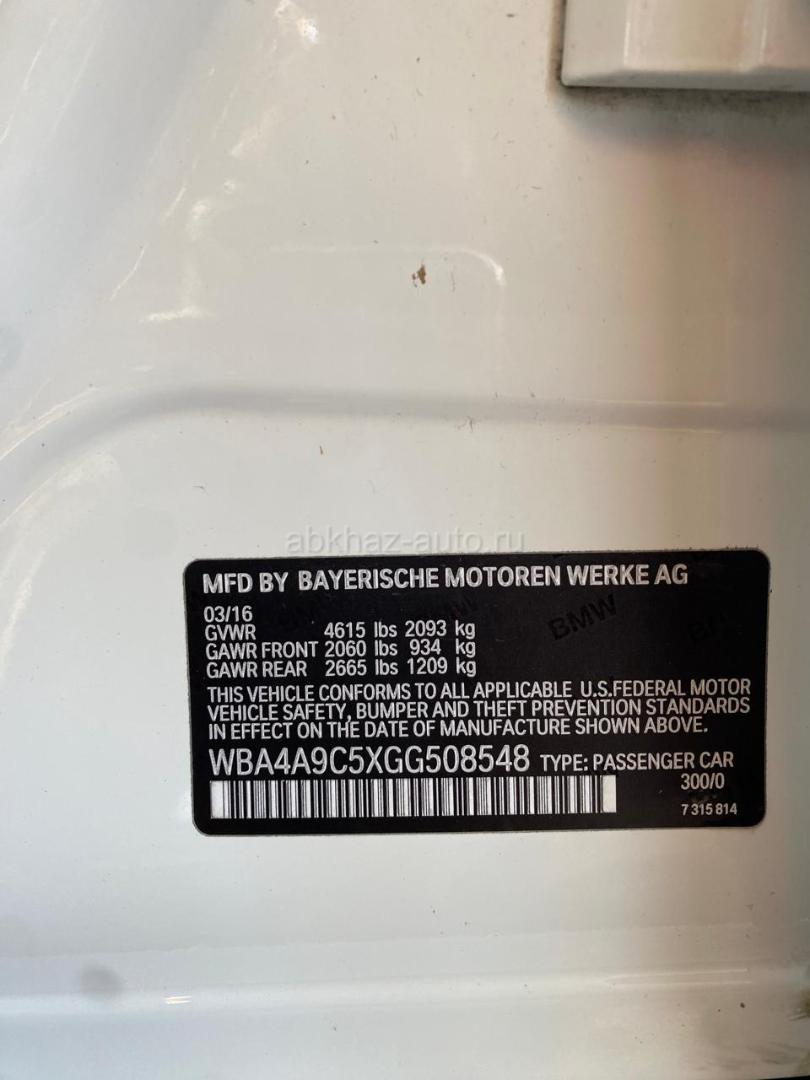 abkhaz-auto.ru
MFD BY BAYERISCHE MOTOREN WERKE AG
03/16
GVWR 4615 lbs 2093 kg
GAWR FRONT 2060 lbs 934 kg
GAWR REAR 2665 lbs 1209 kg
THIS VEHICLE CONFORMS TO ALL APPLICABLE U.S.FEDERAL MOTOR
VEHICLE SAFETY, BUMPER AND THEFT PREVENTION STANDARDS
IN EFFECT ON THE DATE OF MANUFACTURE SHOWN ABOVE.
WBA4A9C5XGG508548 TYPE: PASSENGER CAR
300/0
7 315 814
BMW